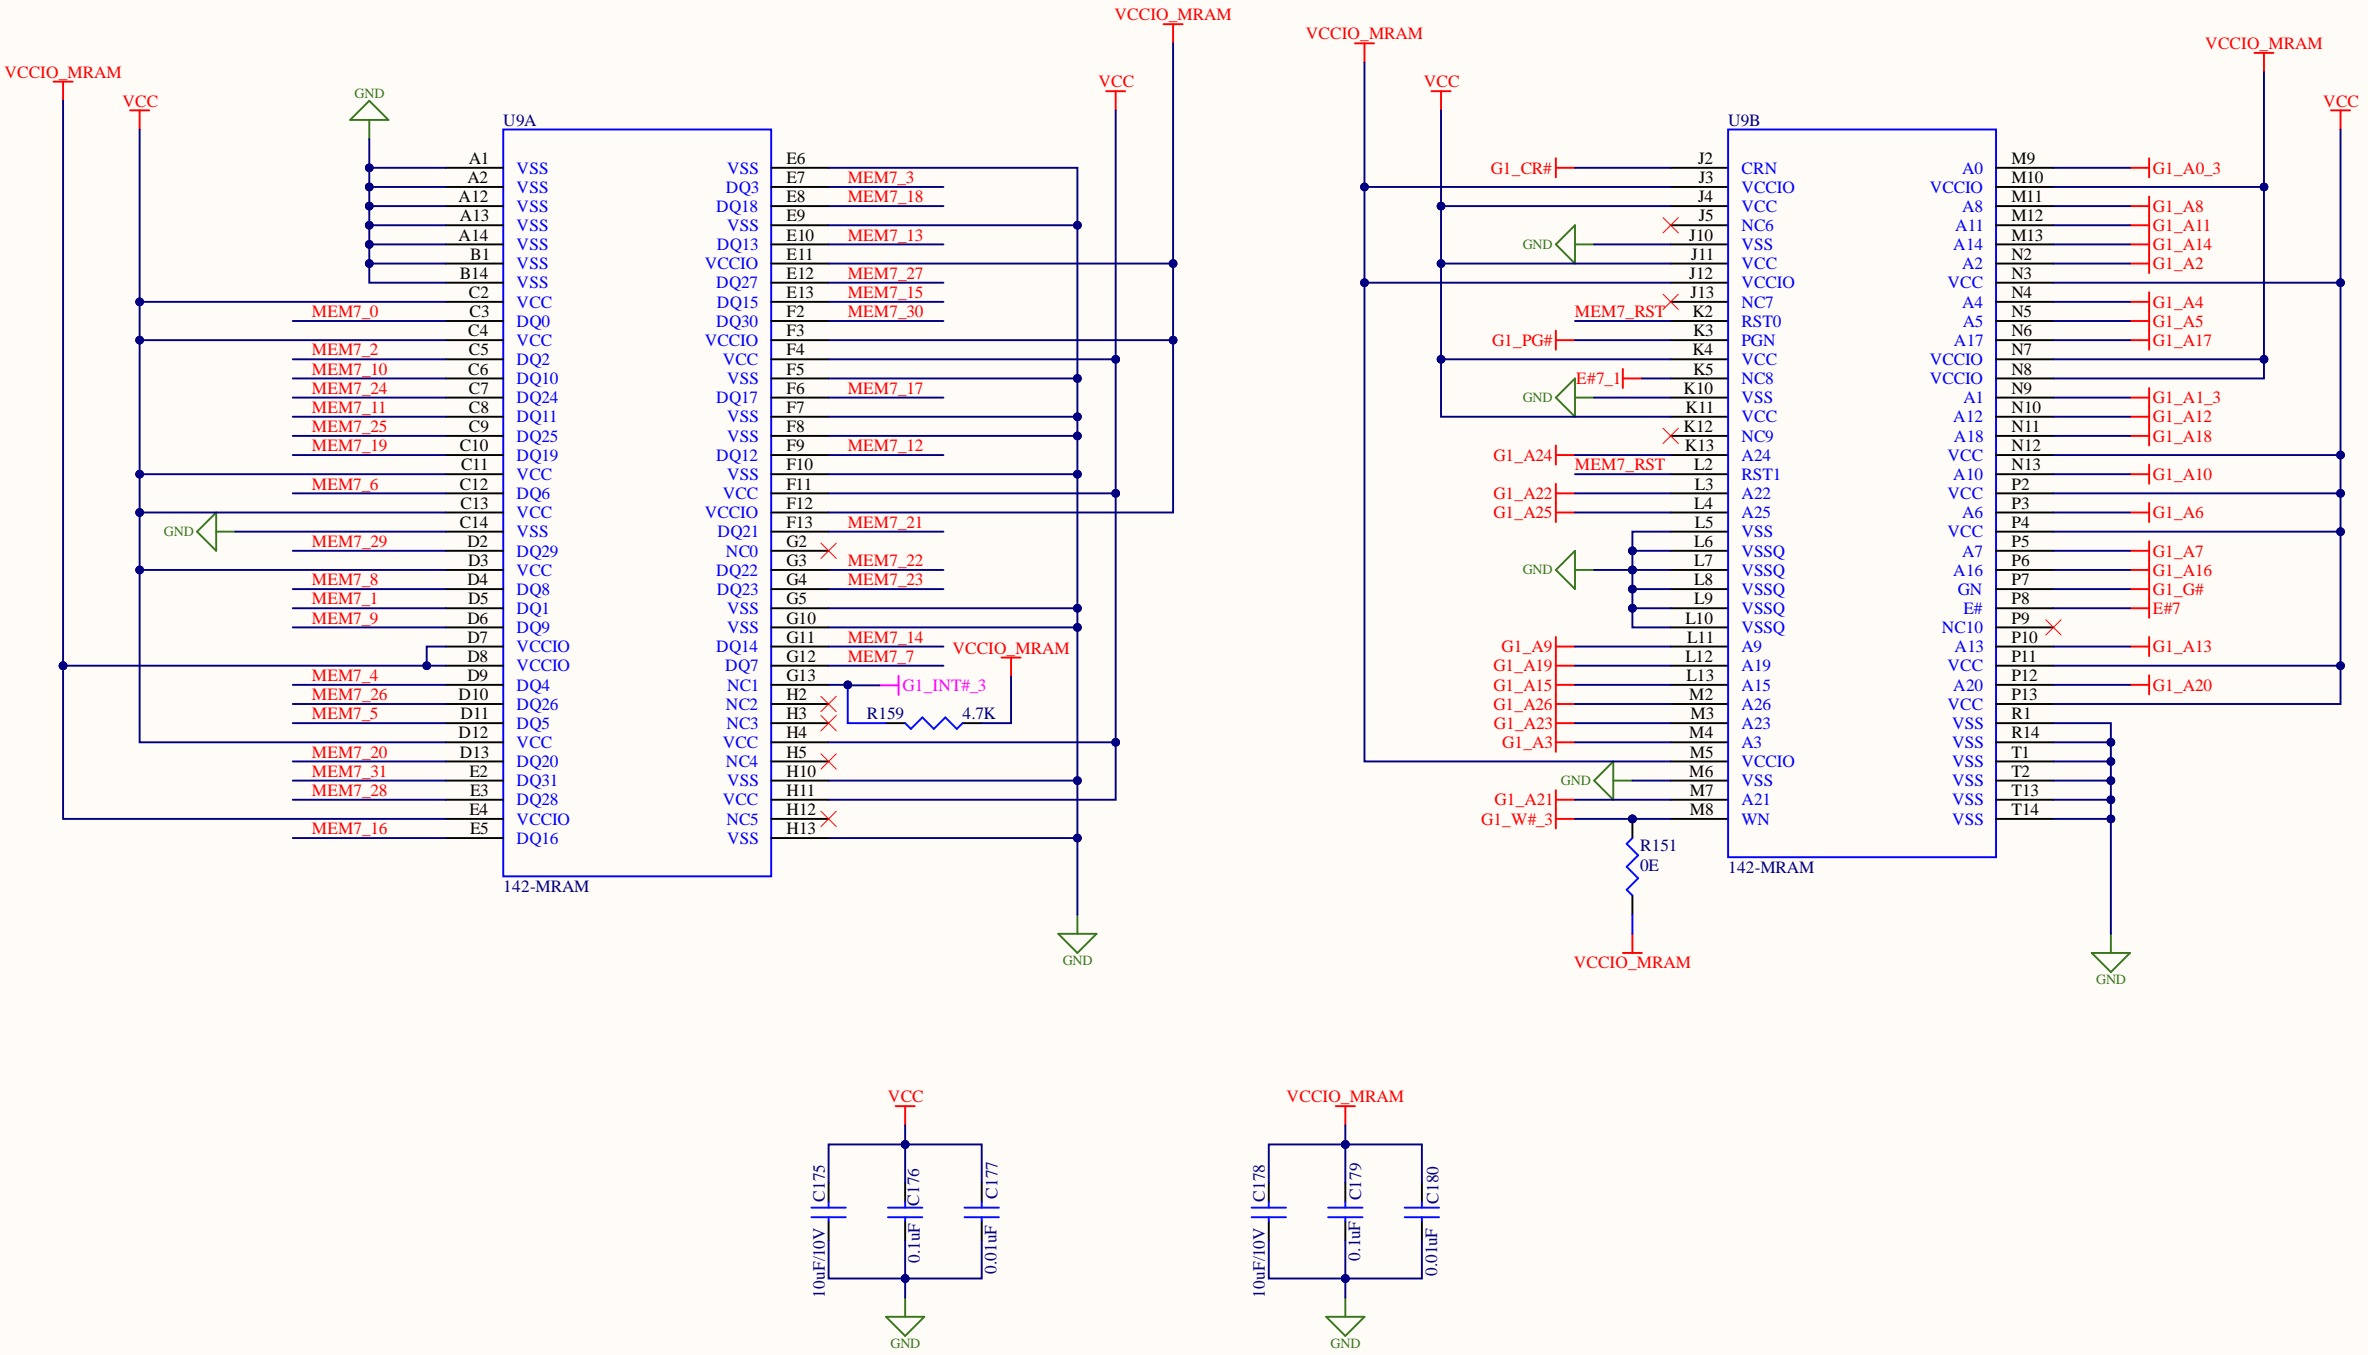 VCCIO_MRAM
VCC
GND
VCC
VCCIO_MRAM
U9A
A1 VSS
A2 VSS
A12 VSS
A13 VSS
A14 VSS
B1 VSS
B14 VSS
C2 VCC
MEM7_0 C3 DQ0
C4 VCC
MEM7_2 C5 DQ2
MEM7_10 C6 DQ10
MEM7_24 C7 DQ24
MEM7_11 C8 DQ11
MEM7_25 C9 DQ25
MEM7_19 C10 DQ19
C11 VCC
MEM7_6 C12 DQ6
C13 VCC
GND C14 VSS
MEM7_29 D2 DQ29
D3 VCC
MEM7_8 D4 DQ8
MEM7_1 D5 DQ1
MEM7_9 D6 DQ9
D7 VCCIO
D8 VCCIO
MEM7_4 D9 DQ4
MEM7_26 D10 DQ26
MEM7_5 D11 DQ5
D12 VCC
MEM7_20 D13 DQ20
MEM7_31 E2 DQ31
MEM7_28 E3 DQ28
E4 VCCIO
MEM7_16 E5 DQ16
VSS E6
DQ3 E7 MEM7_3
DQ18 E8 MEM7_18
VSS E9
DQ13 E10 MEM7_13
VCCIO E11
DQ27 E12 MEM7_27
DQ15 E13 MEM7_15
DQ30 F2 MEM7_30
VCCIO F3
VCC F4
VSS F5
DQ17 F6 MEM7_17
VSS F7
VSS F8
DQ12 F9 MEM7_12
VSS F10
VCC F11
VCCIO F12
DQ21 F13 MEM7_21
NC0 G2
DQ22 G3 MEM7_22
DQ23 G4 MEM7_23
VSS G5
VSS G10
DQ14 G11 MEM7_14
DQ7 G12 MEM7_7
VCCIO_MRAM
NC1 G13 G1_INT#_3
NC2 H2
NC3 H3
R159 4.7K
VCC H4
NC4 H5
VSS H10
VCC H11
NC5 H12
VSS H13
142-MRAM
GND
VCCIO_MRAM
VCC
VCCIO_MRAM
VCC
U9B
G1_CR# J2 CRN
J3 VCCIO
J4 VCC
J5 NC6
GND J10 VSS
J11 VCC
J12 VCCIO
J13 NC7
MEM7_RST K2 RST0
G1_PG# K3 PGN
K4 VCC
E#7_1 K5 NC8
GND K10 VSS
K11 VCC
K12 NC9
G1_A24 K13 A24
MEM7_RST L2 RST1
G1_A22 L3 A22
G1_A25 L4 A25
L5 VSS
L6 VSSQ
GND L7 VSSQ
L8 VSSQ
L9 VSSQ
L10 VSSQ
G1_A9 L11 A9
G1_A19 L12 A19
G1_A15 L13 A15
G1_A26 M2 A26
G1_A23 M3 A23
G1_A3 M4 A3
M5 VCCIO
GND M6 VSS
G1_A21 M7 A21
G1_W#_3 M8 WN
R151
0E
VCCIO_MRAM
A0 M9 G1_A0_3
VCCIO M10
A8 M11 G1_A8
A11 M12 G1_A11
A14 M13 G1_A14
A2 N2 G1_A2
VCC N3
A4 N4 G1_A4
A5 N5 G1_A5
A17 N6 G1_A17
VCCIO N7
VCCIO N8
A1 N9 G1_A1_3
A12 N10 G1_A12
A18 N11 G1_A18
VCC N12
A10 N13 G1_A10
VCC P2
A6 P3 G1_A6
VCC P4
A7 P5 G1_A7
A16 P6 G1_A16
GN P7 G1_G#
E# P8 E#7
NC10 P9
A13 P10 G1_A13
VCC P11
A20 P12 G1_A20
VCC P13
VSS R1
VSS R14
VSS T1
VSS T2
VSS T13
VSS T14
142-MRAM
GND
VCC
C175
10uF/10V
C176
0.1uF
C177
0.01uF
GND
VCCIO_MRAM
C178
10uF/10V
C179
0.1uF
C180
0.01uF
GND